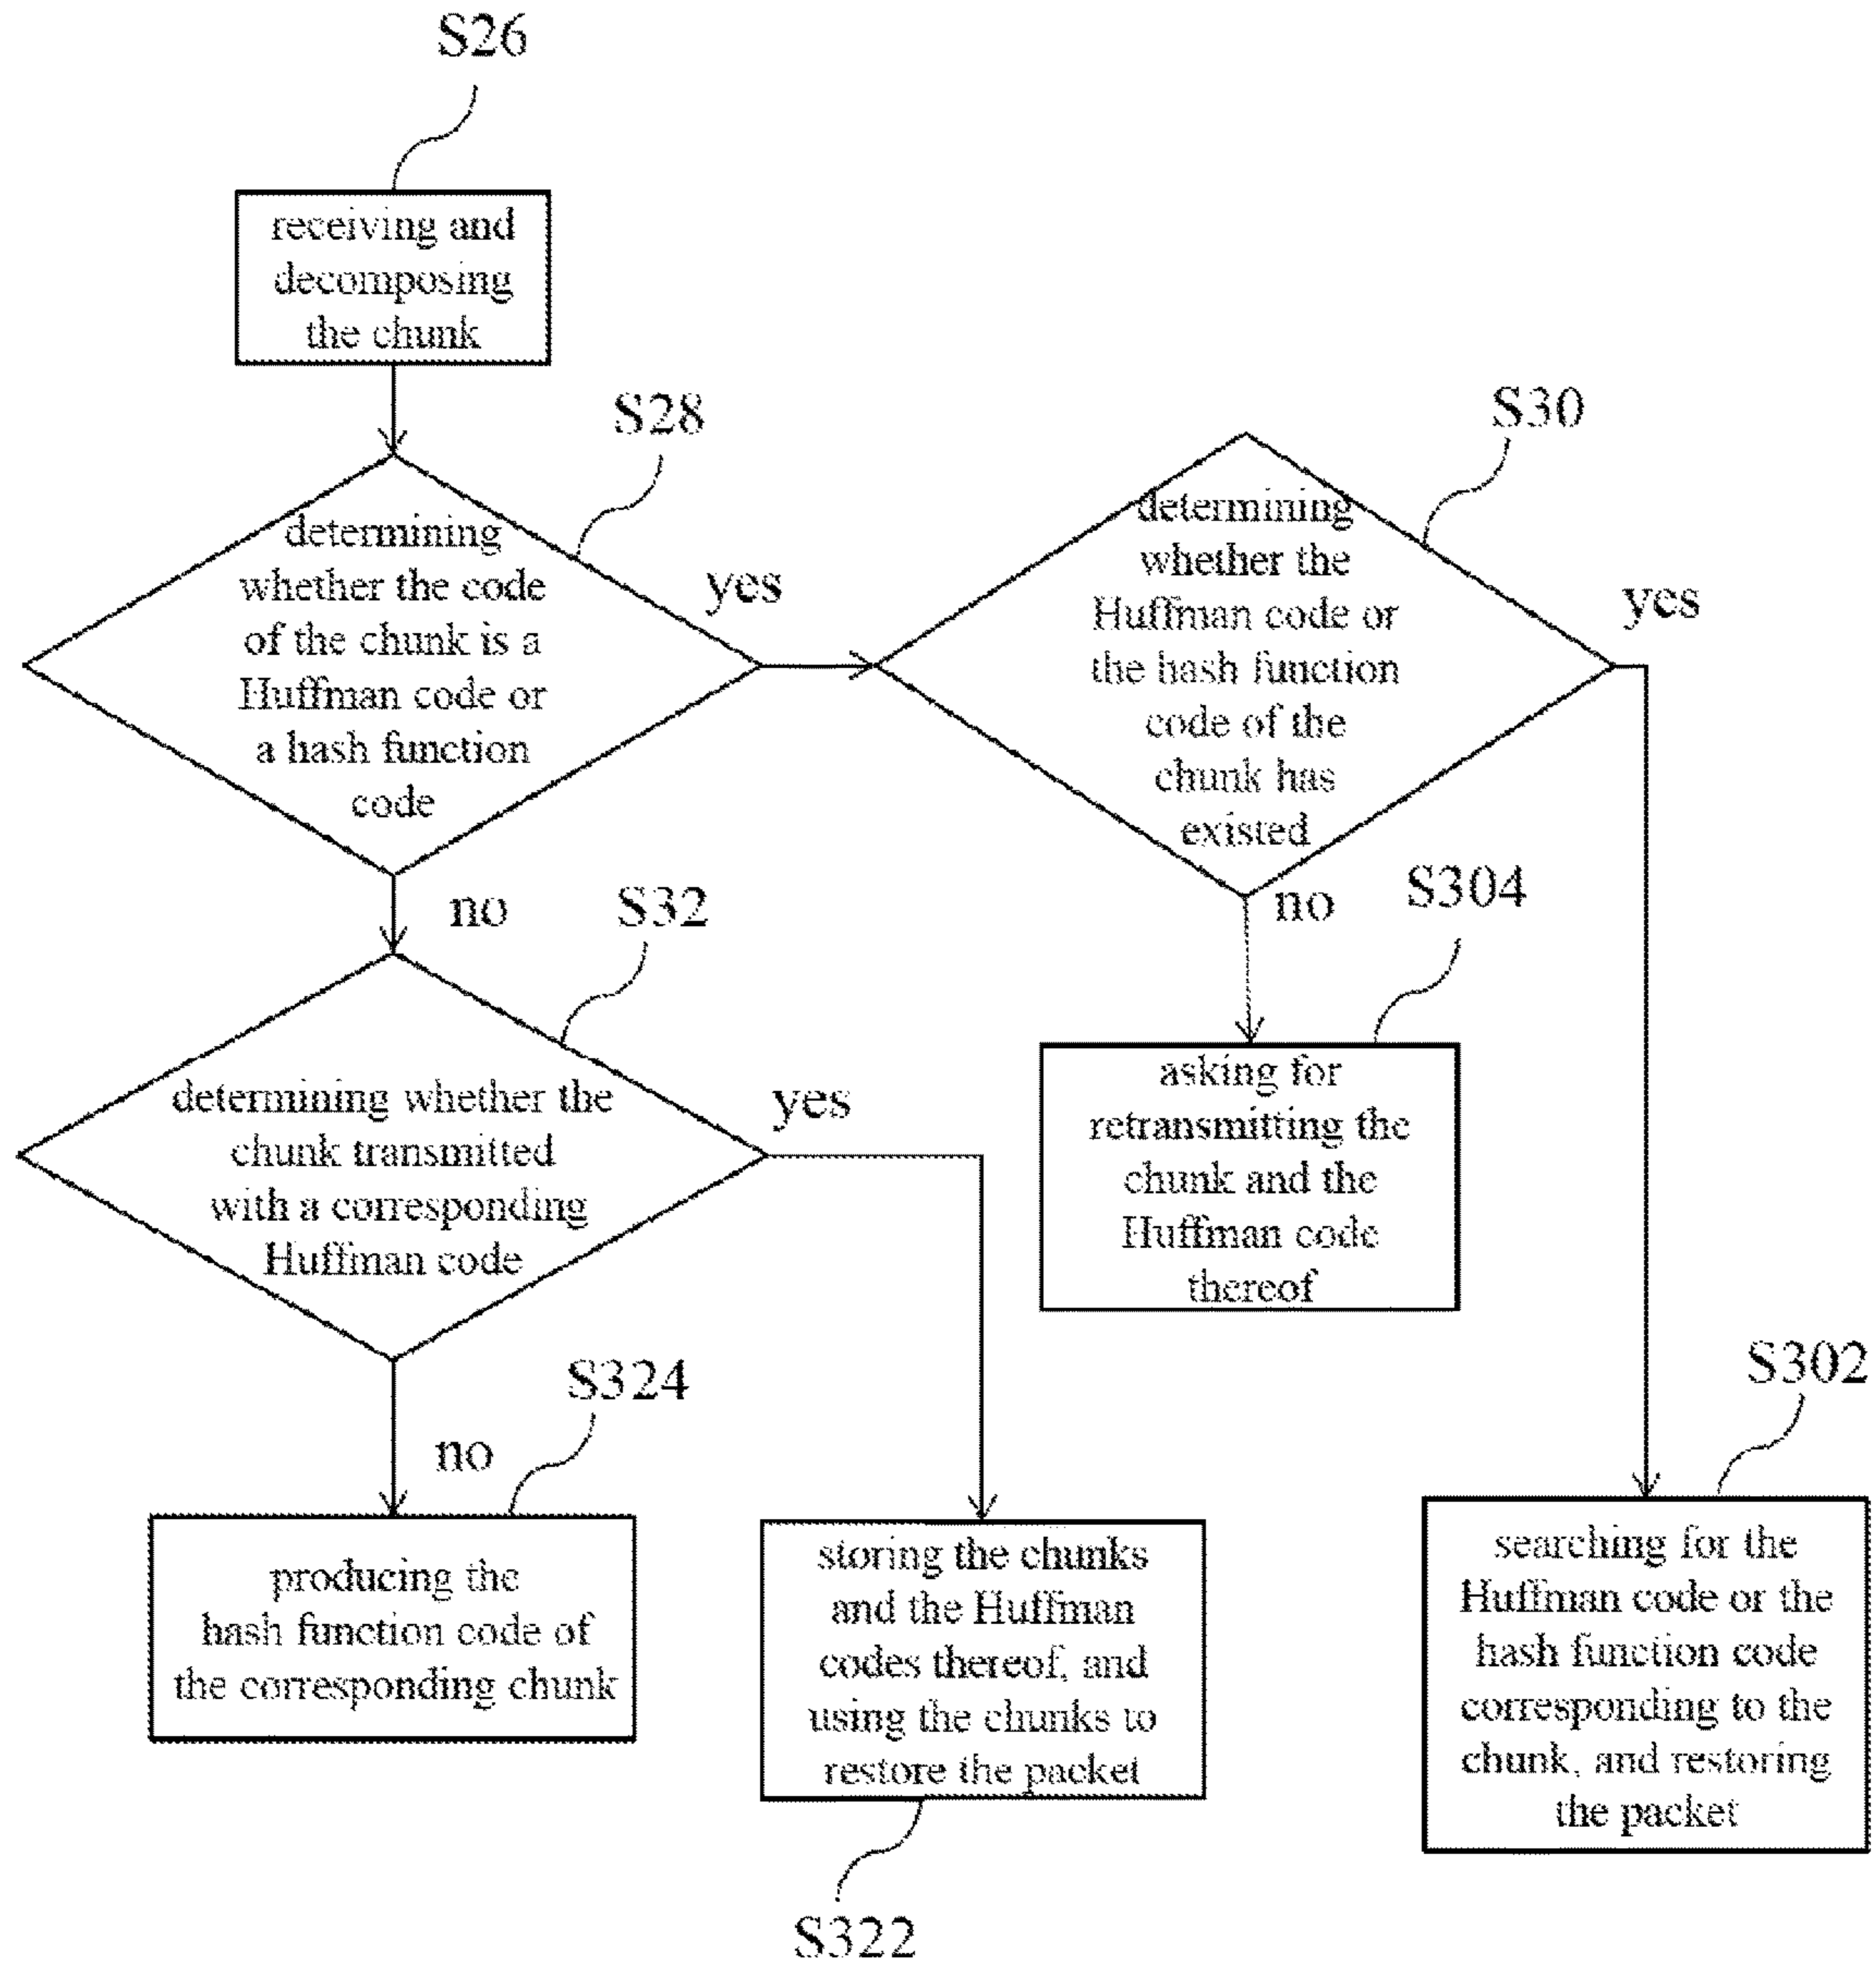 S26
receiving and
decomposing
the chunk
S28
determining
whether the code
of the chunk is a
Huffman code or
a hash function
code
yes
S30
determining
whether the
Huffman code or
the hash function
code of the
chunk has
existed
yes
no
S32
no
S304
determining whether the
chunk transmitted
with a corresponding
Huffman code
yes
asking for
retransmitting the
chunk and the
Huffman code
thereof
S324
no
S302
producing the
hash function code of
the corresponding chunk
storing the chunks
and the Huffman
codes thereof, and
using the chunks to
restore the packet
searching for the
Huffman code or the
hash function code
corresponding to the
chunk, and restoring
the packet
S322